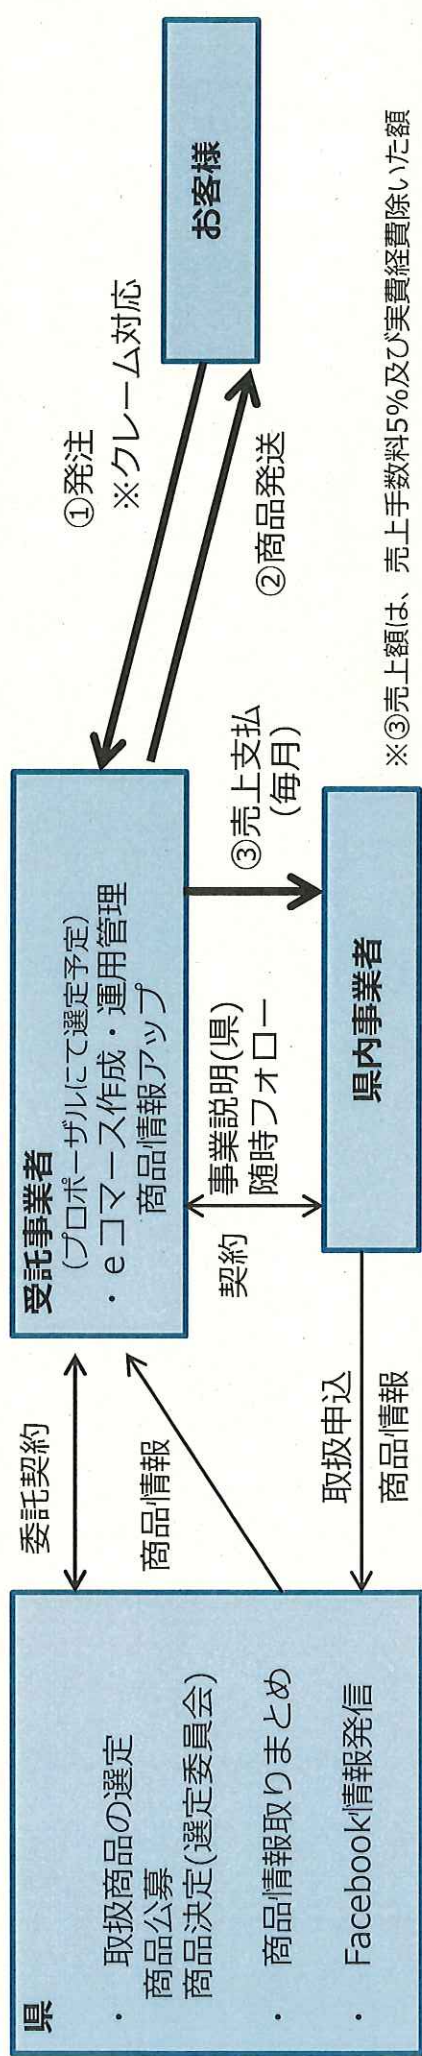 県
・ 取扱商品の選定
商品公募
商品決定(選定委員会)
・ 商品情報取りまとめ
・ Facebook情報発信
委託契約
商品情報
取扱申込
商品情報
受託事業者
(プロポーザルにて選定予定)
・ eコマース作成・運用管理
商品情報アップ
契約
事業説明(県)
随時フォロー
③売上支払
(毎月)
県内事業者
①発注
※クレーム対応
②商品発送
お客様
※③売上額は、売上手数料5%及び実費経費除いた額